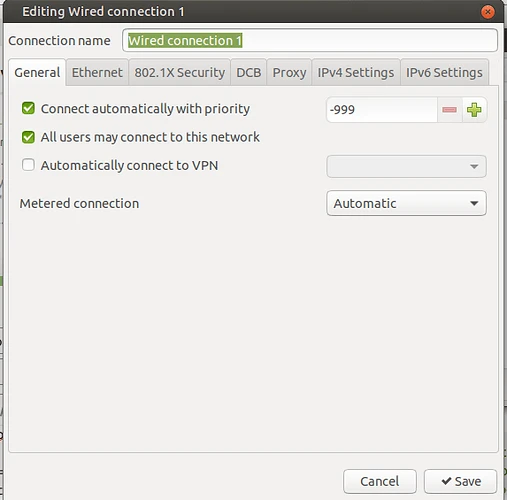 Editing Wired connection 1
Connection name Wired connection 1
General Ethernet 802.1X Security DCB Proxy IPv4 Settings IPv6 Settings
Connect automatically with priority -999
All users may connect to this network
Automatically connect to VPN
Metered connection Automatic
Cancel Save